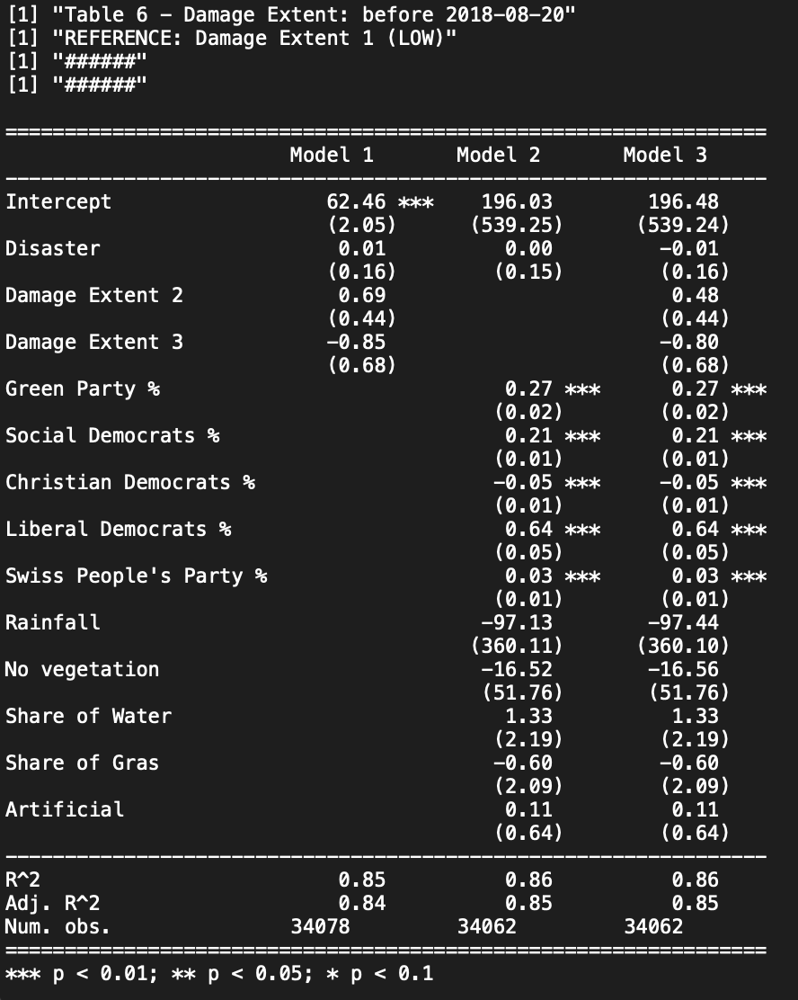 [1] "Table 6 - Damage Extent: before 2018-08-20"
[1] "REFERENCE: Damage Extent 1 (LOW)"
[1] "######"
[1] "######"
=================================================================
                        Model 1       Model 2       Model 3
-----------------------------------------------------------------
Intercept                  62.46 ***    196.03        196.48
                           (2.05)      (539.25)      (539.24)
Disaster                    0.01          0.00         -0.01
                           (0.16)        (0.15)        (0.16)
Damage Extent 2             0.69                        0.48
                           (0.44)                      (0.44)
Damage Extent 3            -0.85                       -0.80
                           (0.68)                      (0.68)
Green Party %                             0.27 ***      0.27 ***
                                         (0.02)        (0.02)
Social Democrats %                        0.21 ***      0.21 ***
                                         (0.01)        (0.01)
Christian Democrats %                    -0.05 ***     -0.05 ***
                                         (0.01)        (0.01)
Liberal Democrats %                       0.64 ***      0.64 ***
                                         (0.05)        (0.05)
Swiss People's Party %                    0.03 ***      0.03 ***
                                         (0.01)        (0.01)
Rainfall                                -97.13        -97.44
                                       (360.11)      (360.10)
No vegetation                           -16.52        -16.56
                                        (51.76)       (51.76)
Share of Water                            1.33          1.33
                                         (2.19)        (2.19)
Share of Gras                            -0.60         -0.60
                                         (2.09)        (2.09)
Artificial                                0.11          0.11
                                         (0.64)        (0.64)
-----------------------------------------------------------------
R^2                         0.85          0.86          0.86
Adj. R^2                    0.84          0.85          0.85
Num. obs.               34078         34062         34062
=================================================================
*** p < 0.01; ** p < 0.05; * p < 0.1